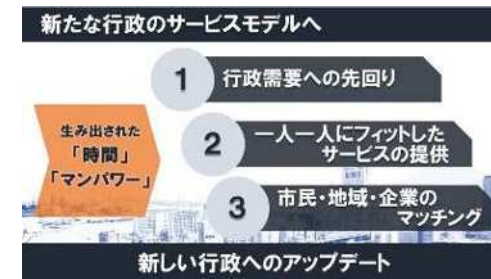 新たな行政のサービスモデルへ
1
行政需要への先回り
生み出された
「時間」
「マンパワー」
2
一人一人にフィットした
サービスの提供
3
市民・地域・企業の
マッチング
新しい行政へのアップデート